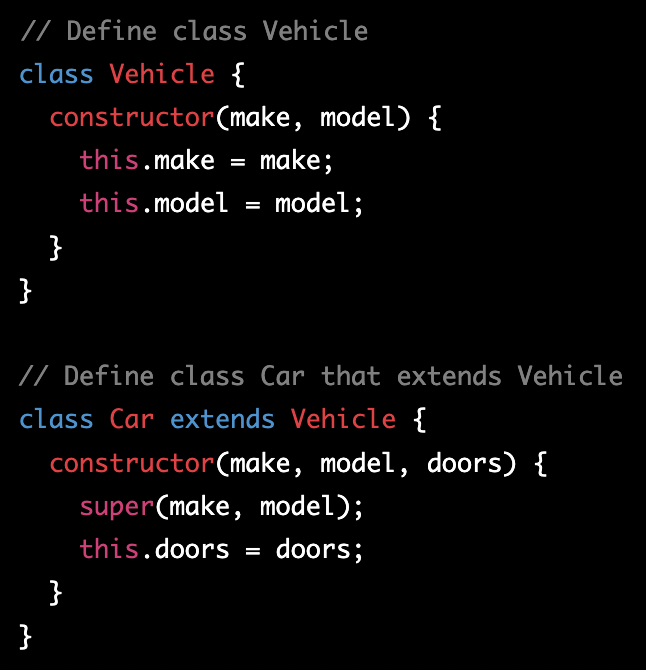 // Define class Vehicle
class Vehicle {
  constructor(make, model) {
    this.make = make;
    this.model = model;
  }
}

// Define class Car that extends Vehicle
class Car extends Vehicle {
  constructor(make, model, doors) {
    super(make, model);
    this.doors = doors;
  }
}